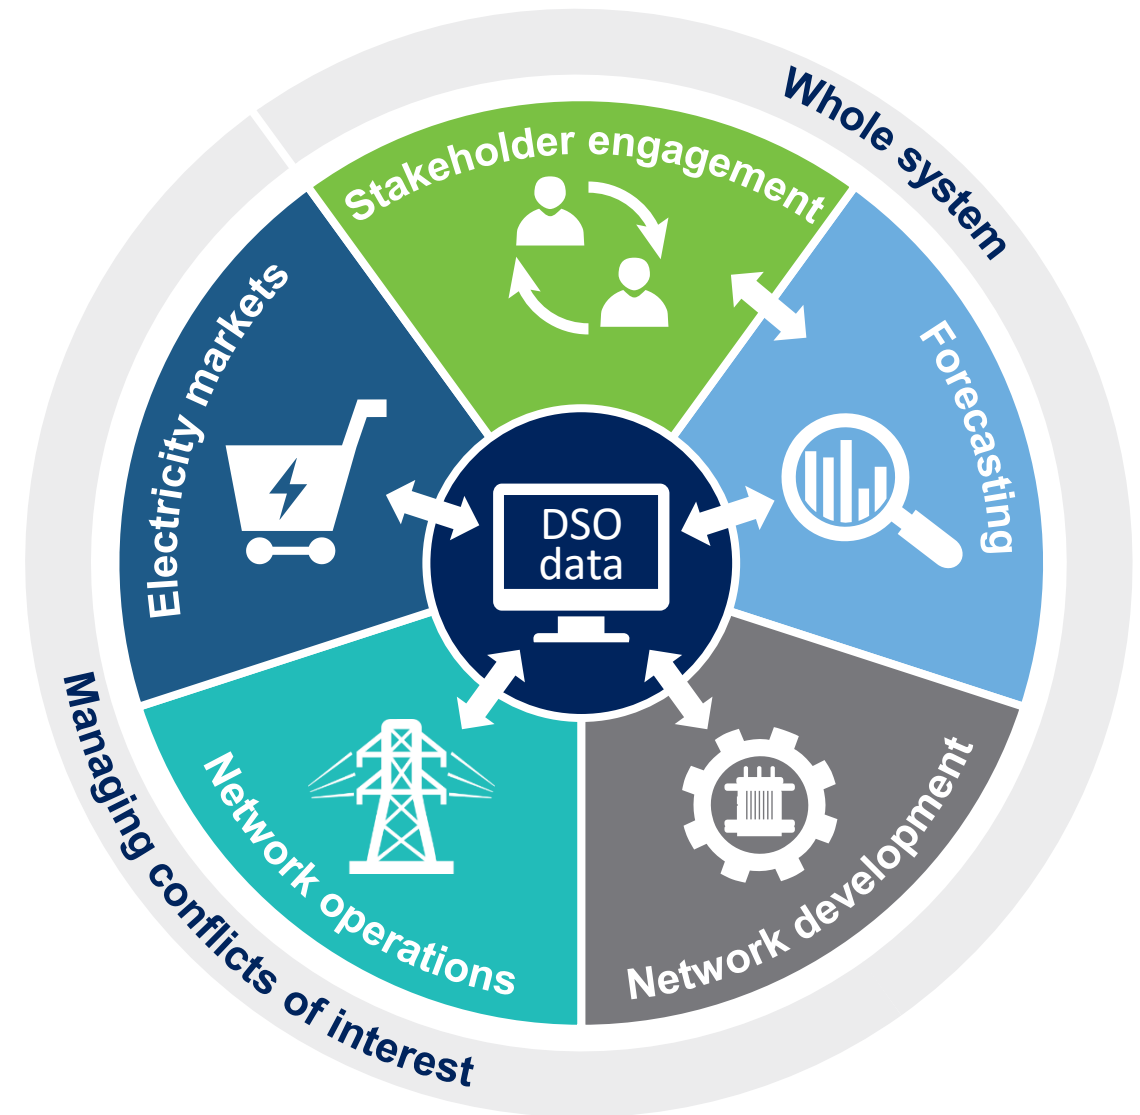 Whole system
Stakeholder engagement
Forecasting
Electricity markets
DSO
data
Network operations
Network development
Managing conflicts of interest